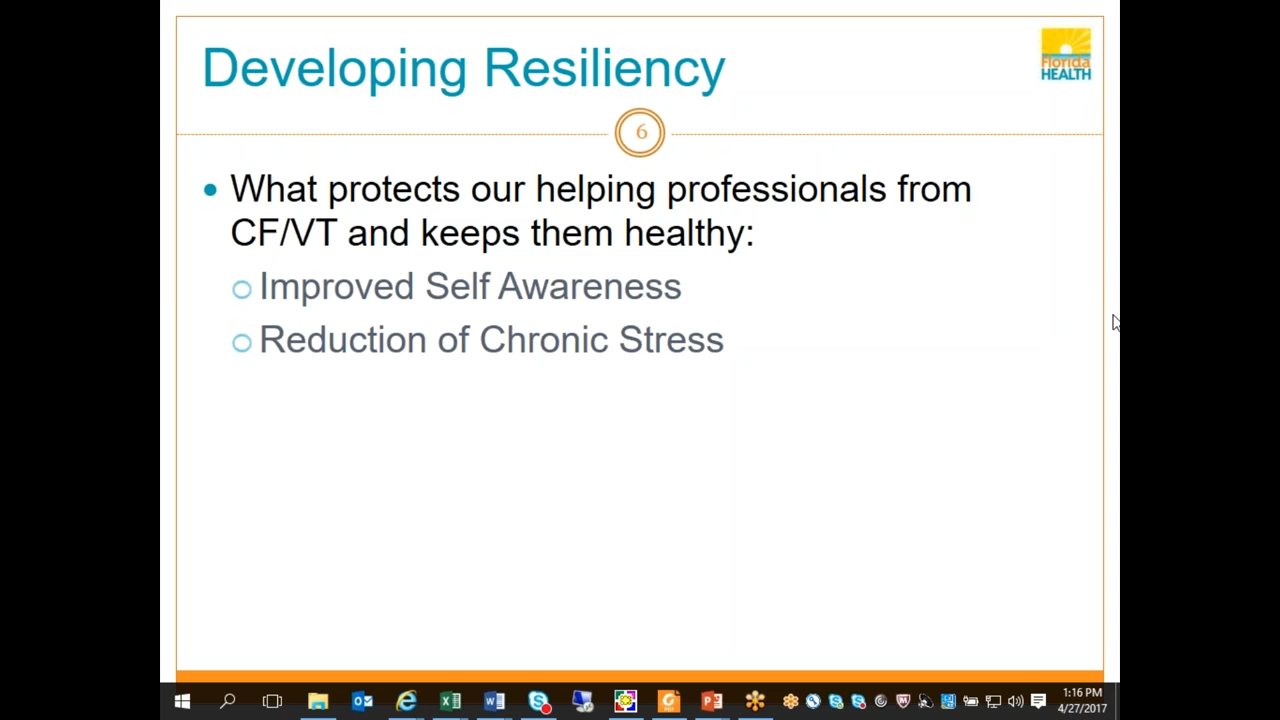 Developing Resiliency
Florida
HEALTH
6
What protects our helping professionals from
CF/VT and keeps them healthy:
Improved Self Awareness
Reduction of Chronic Stress
1:16 PM
4/27/2017